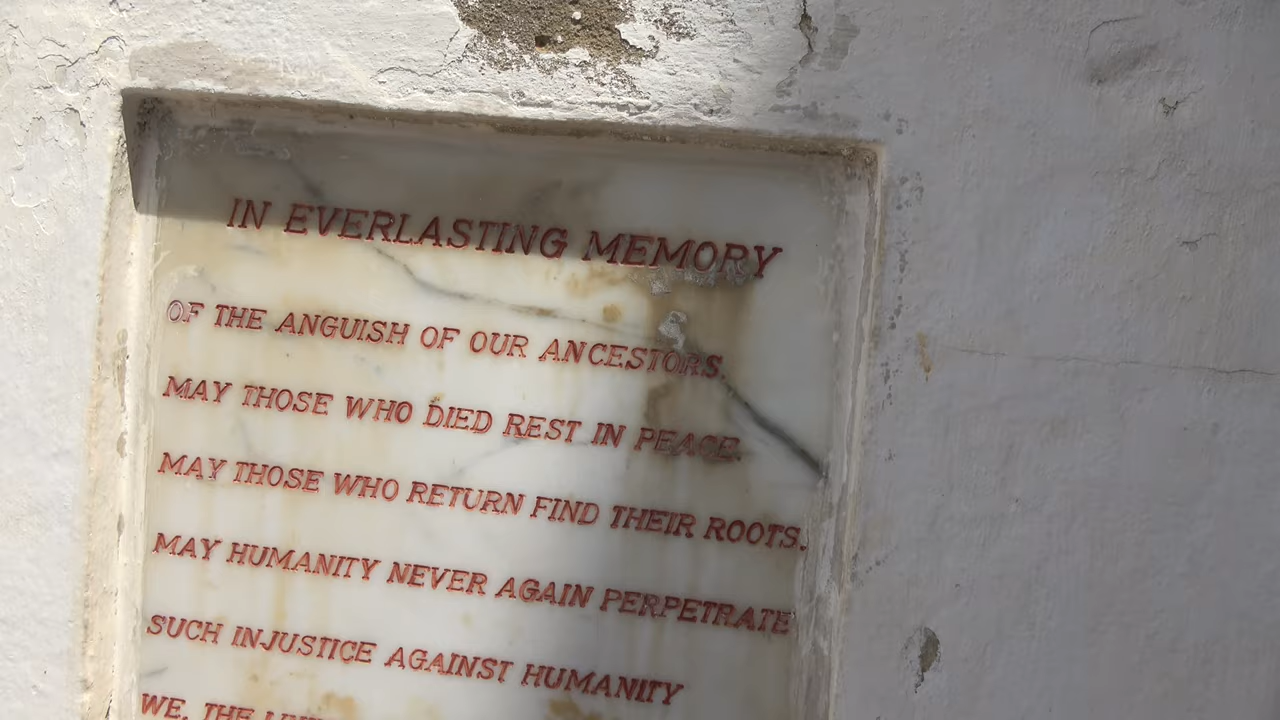 IN EVERLASTING MEMORY
OF THE ANGUISH OF OUR ANCESTORS.
MAY THOSE WHO DIED REST IN PEACE.
MAY THOSE WHO RETURN FIND THEIR ROOTS.
MAY HUMANITY NEVER AGAIN PERPETRATE
SUCH INJUSTICE AGAINST HUMANITY
WE, THE